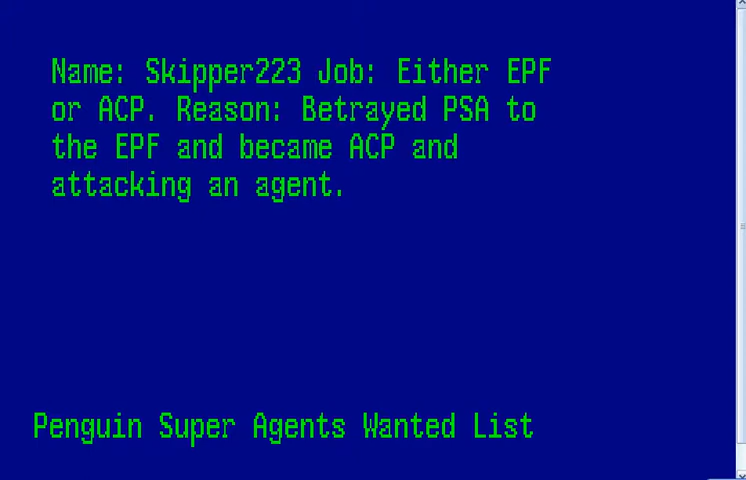 Name: Skipper223 Job: Either EPF
or ACP. Reason: Betrayed PSA to
the EPF and became ACP and
attacking an agent.
Penguin Super Agents Wanted List